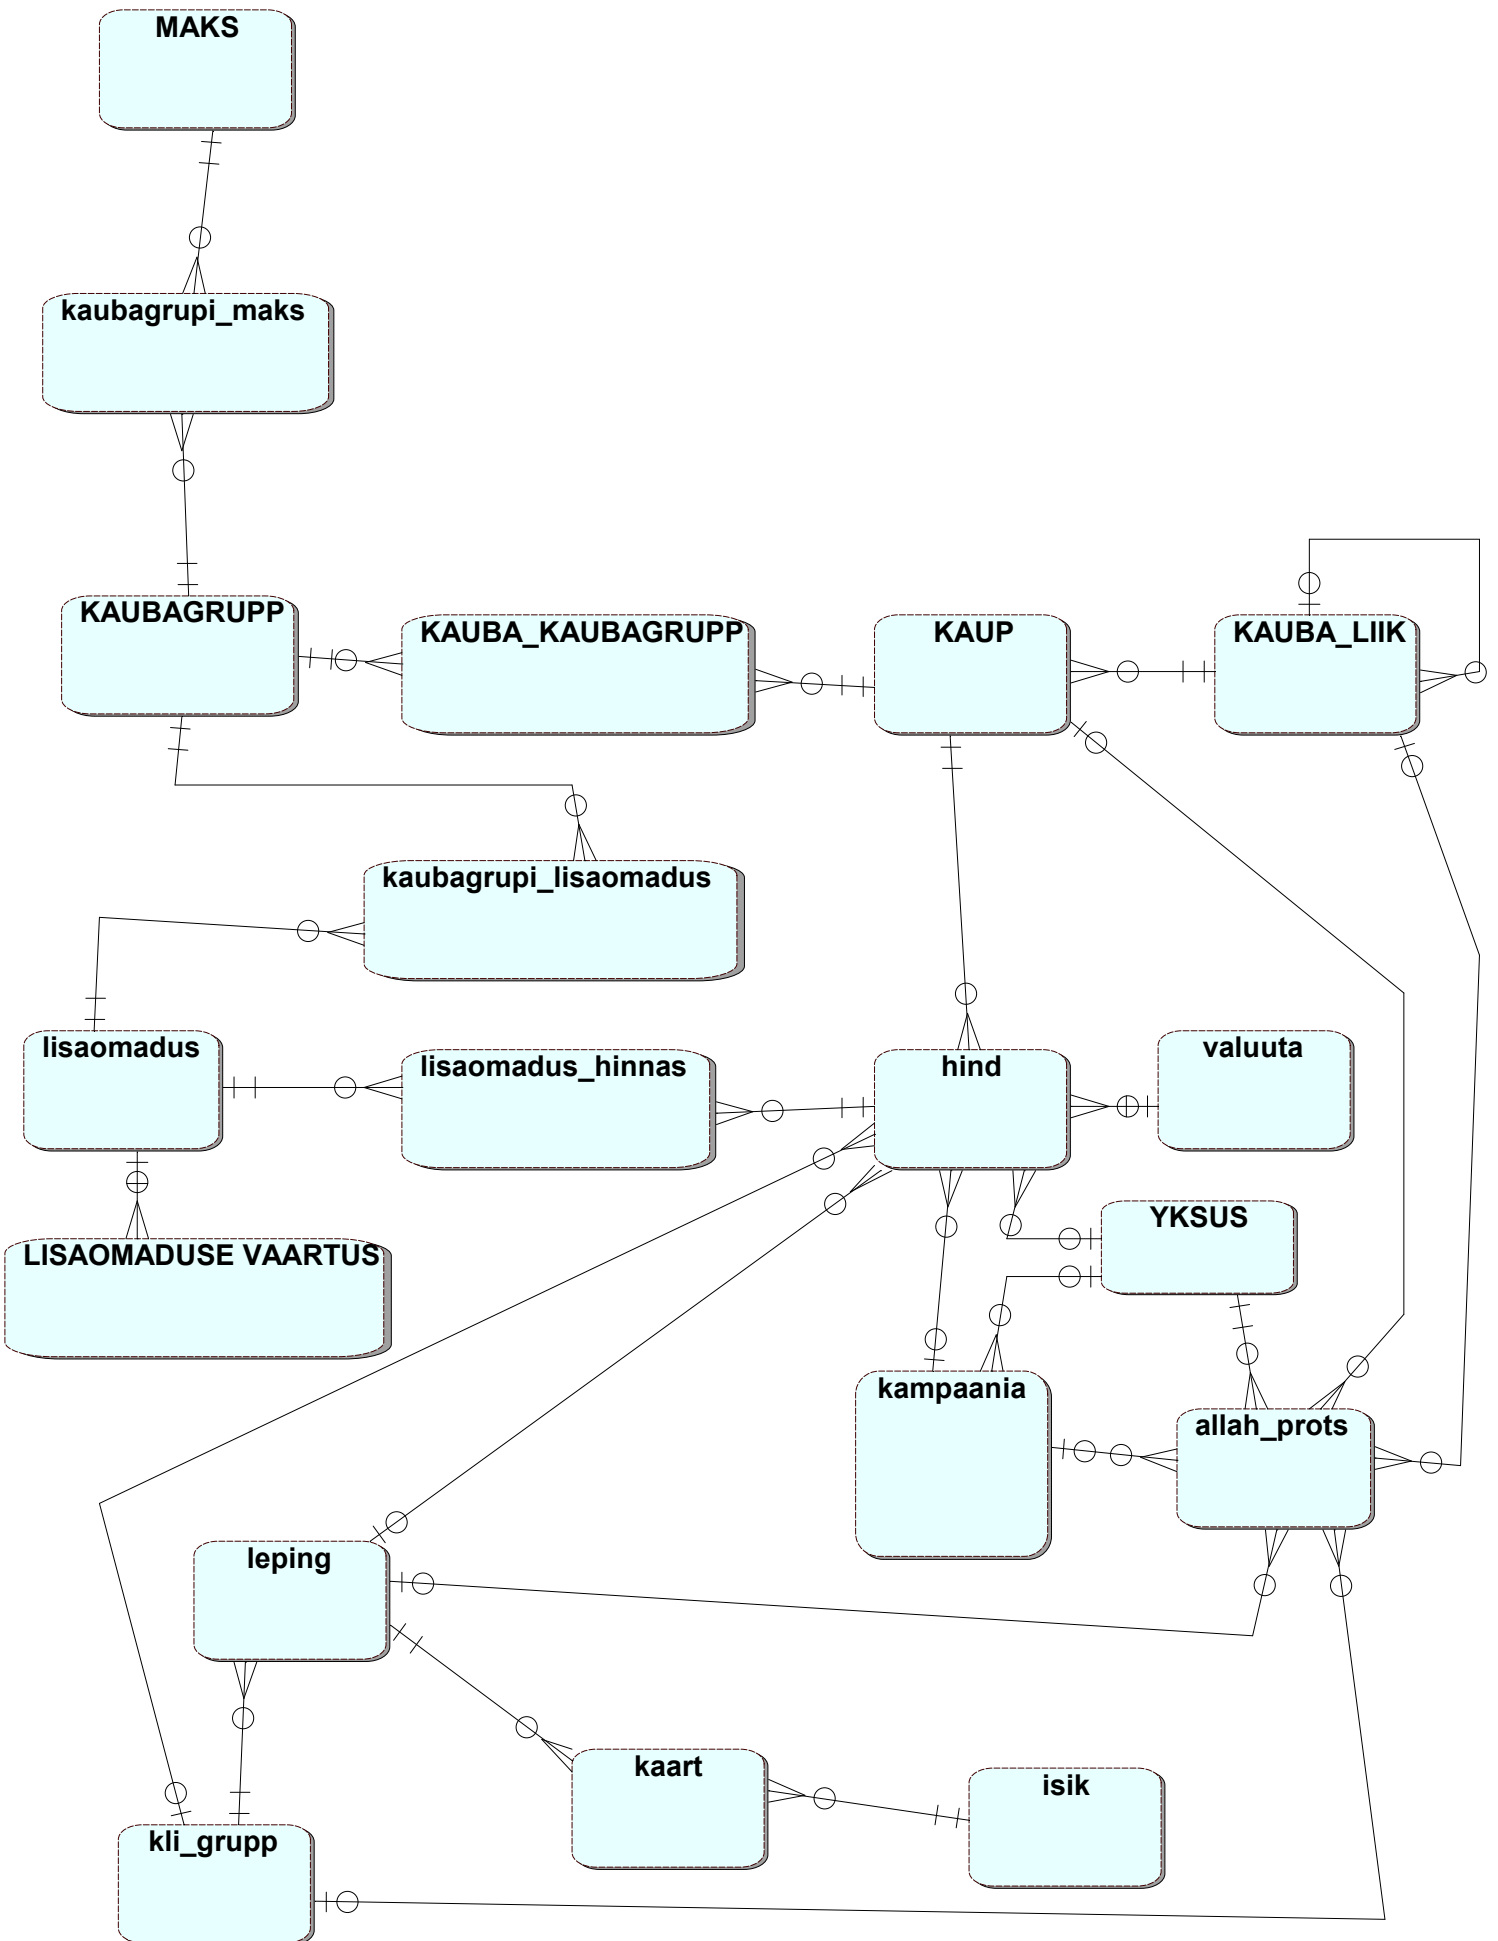 MAKS
kaubagrupi_maks
KAUBAGRUPP
KAUBA_KAUBAGRUPP
KAUP
KAUBA_LIIK
kaubagrupi_lisaomadus
lisaomadus
lisaomadus_hinnas
hind
valuuta
YKSUS
LISAOMADUSE VAARTUS
kampaania
allah_prots
leping
kaart
isik
kli_grupp